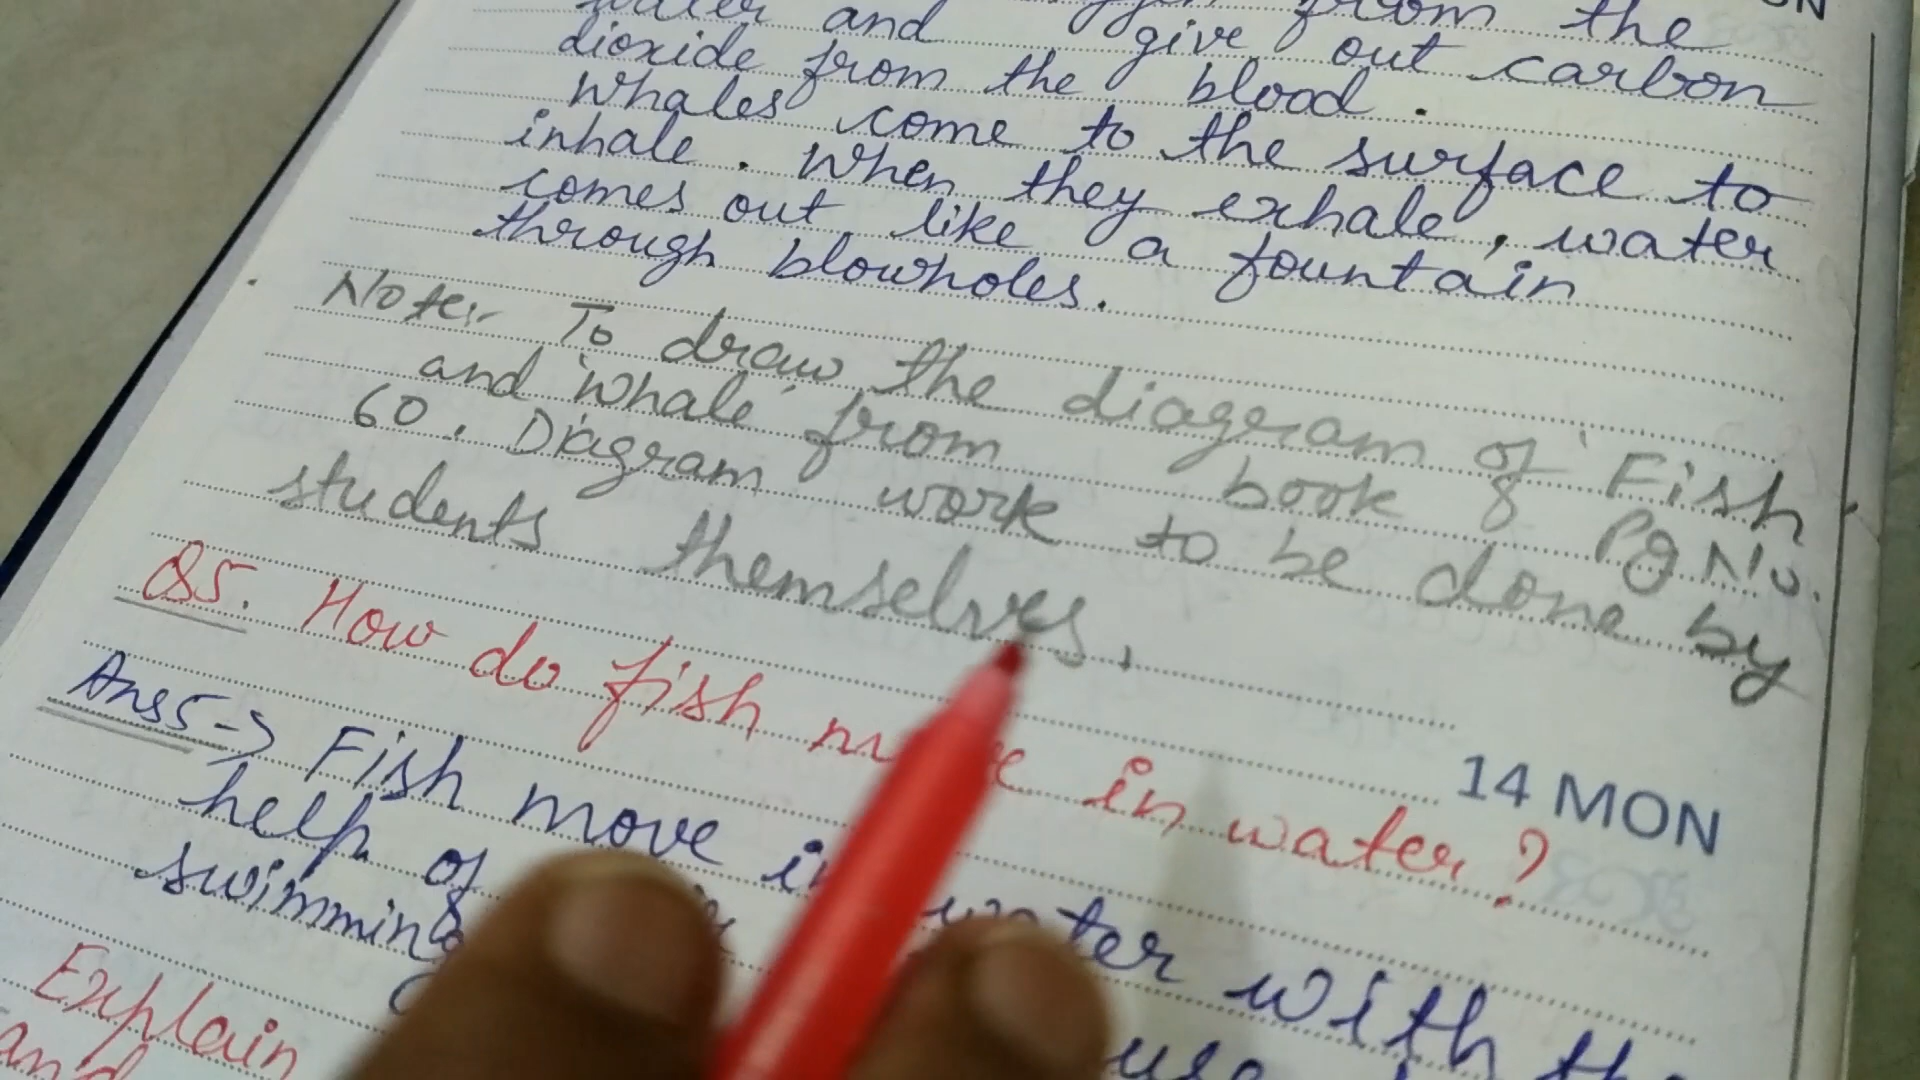 water and from the
give out carbon
dioxide from the blood.
Whales come to the surface to
inhale. When they exhale, water
comes out like a fountain
through blowholes.
Note:- To draw the diagram of 'Fish
and 'Whale' from book & Pg No.
60. Diagram work to be done by
students themselves.
Q5. How do fish in water?
14 MON
Ans5-> Fish move in water with
help of
swimming
use
Explain
and